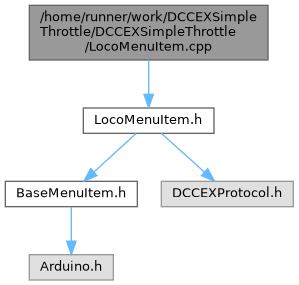 /home/runner/work/DCCEXSimple
Throttle/DCCEXSimpleThrottle
/LocoMenuItem.cpp
LocoMenuItem.h
BaseMenuItem.h
DCCEXProtocol.h
Arduino.h